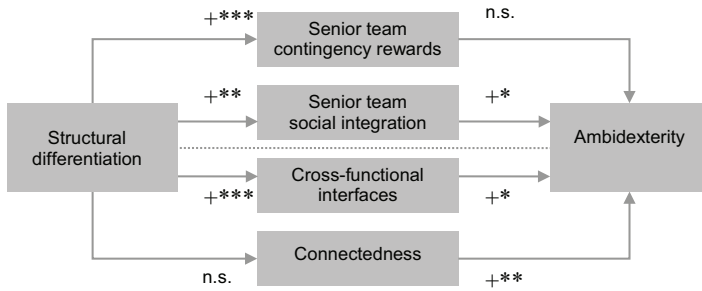 +***
Senior team
contingency rewards
n.s.
+**
Senior team
social integration
+*
Structural
differentiation
Ambidexterity
Cross-functional
interfaces
+***
+*
Connectedness
n.s.
+**